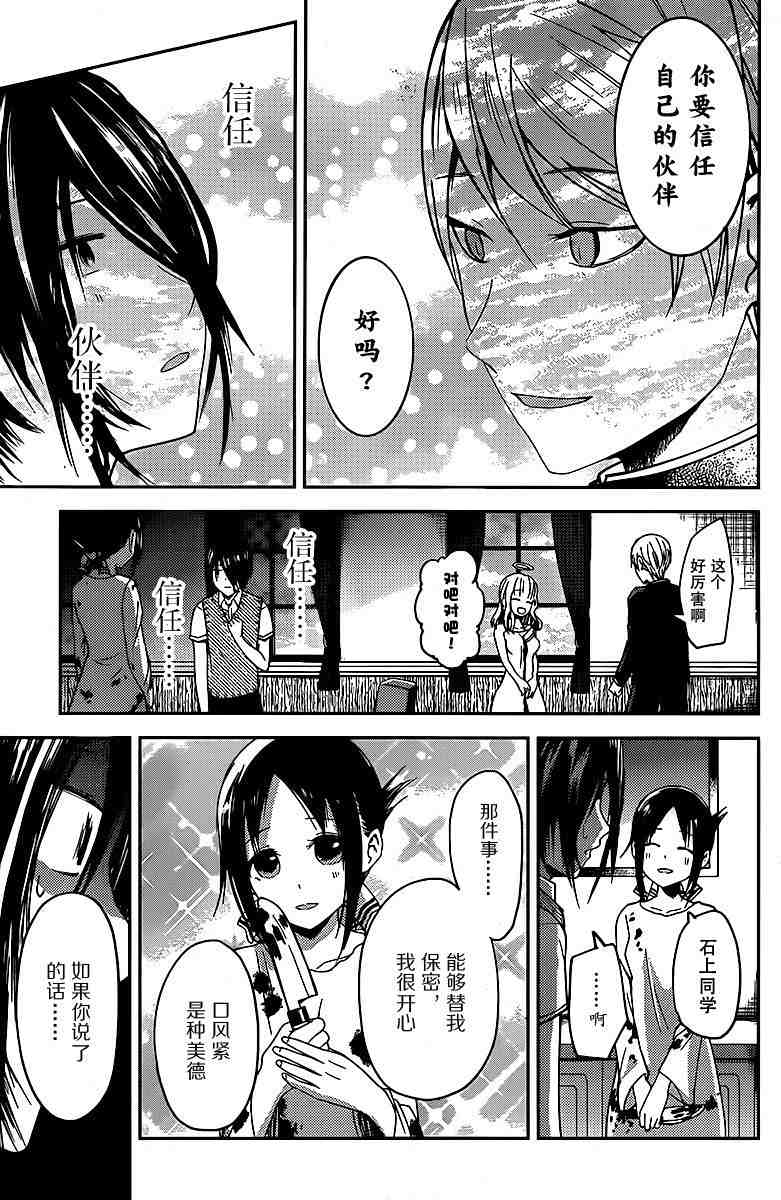 你要信任
自己的伙伴
好吗？
信任
伙伴……
这个
好厉害啊
对吧对吧！
信任……
信任……
石上同学
……啊
那件事……
能够替我
保密，
我很开心
口风紧
是种美德
如果你说了
的话……